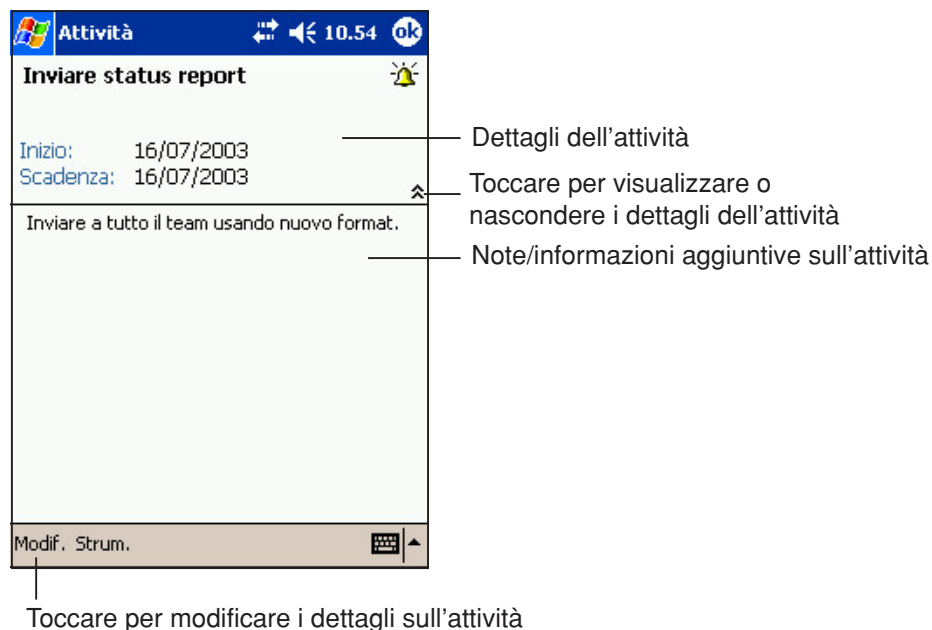 Attività 10.54 ok
Inviare status report
Inizio: 16/07/2003
Scadenza: 16/07/2003
Inviare a tutto il team usando nuovo format.
Modif. Strum.
Dettagli dell'attività
Toccare per visualizzare o
nascondere i dettagli dell'attività
Note/informazioni aggiuntive sull'attività
Toccare per modificare i dettagli sull'attività